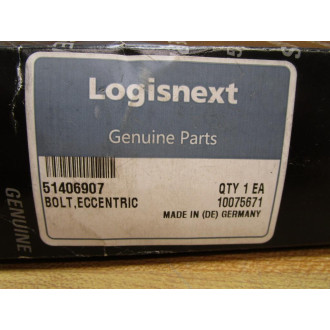 Logisnext
Genuine Parts
51406907 QTY 1 EA
BOLT,ECCENTRIC 10075671
MADE IN (DE) GERMANY
GENUINE